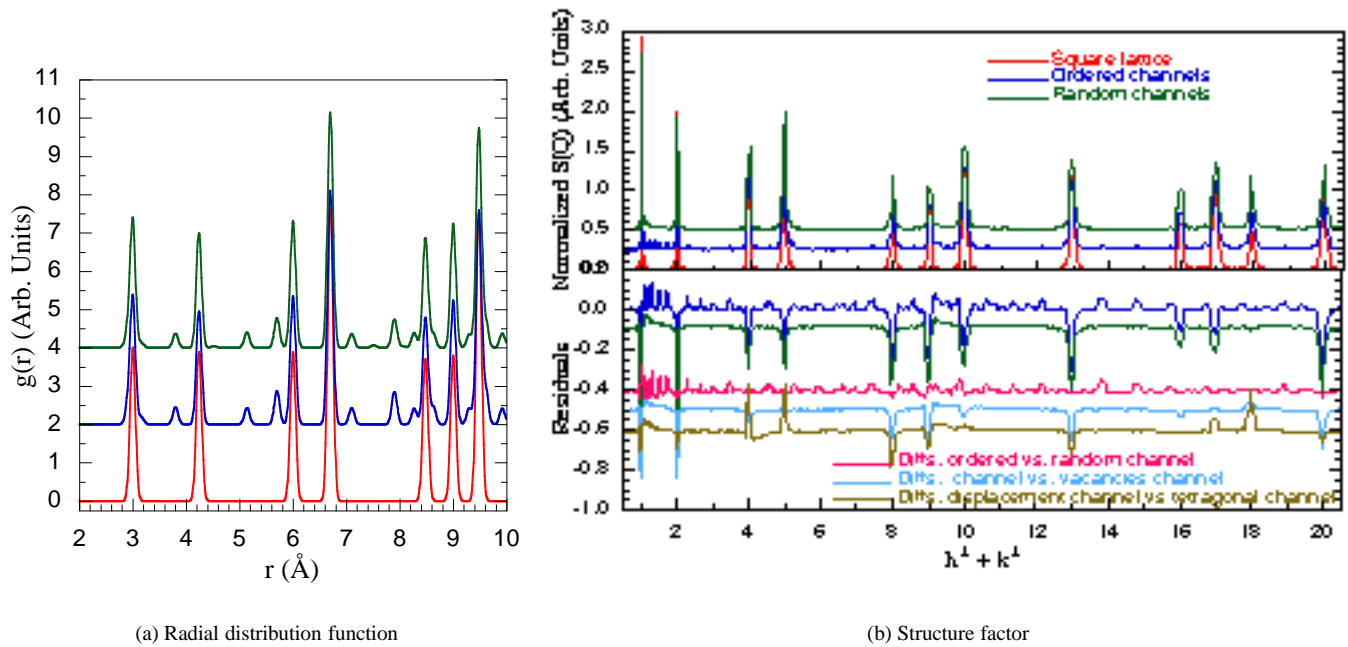 11
10
9
8
7
6
5
4
3
2
1
0
g(r) (Arb. Units)
2 3 4 5 6 7 8 9 10
r (Å)
(a) Radial distribution function
Normalized S(Q) (Arb. Units)
3.0
2.5
2.0
1.5
1.0
0.5
Square lattice
Ordered channels
Random channels
Residuals
0.0
-0.2
-0.4
-0.6
-0.8
-1.0
Diffs. ordered vs. random channel
Diffs. channel vs. vacancies channel
Diffs. displacement channel vs tetragonal channel
2 4 6 8 10 12 14 16 18 20
(b) Structure factor